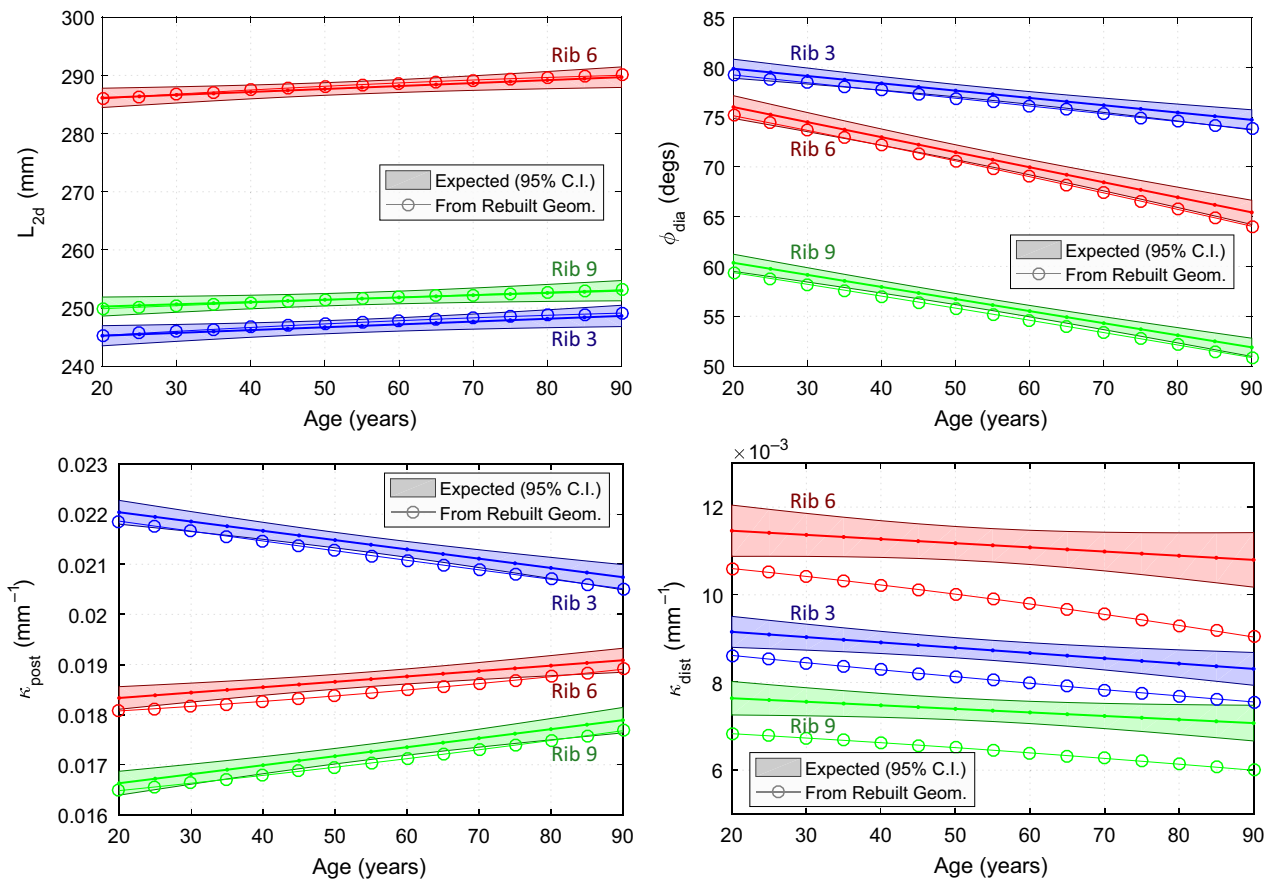 300
290
280
270
260
250
240
L2d (mm)
Rib 6
Expected (95% C.I.)
From Rebuilt Geom.
Rib 9
Rib 3
20 30 40 50 60 70 80 90
Age (years)
85
80
75
70
65
60
55
50
ϕdia (degs)
Rib 3
Rib 6
Rib 9
Expected (95% C.I.)
From Rebuilt Geom.
20 30 40 50 60 70 80 90
Age (years)
0.023
0.022
0.021
0.02
0.019
0.018
0.017
0.016
κpost (mm−1)
Expected (95% C.I.)
From Rebuilt Geom.
Rib 3
Rib 6
Rib 9
20 30 40 50 60 70 80 90
Age (years)
×10−3
12
10
8
6
κdist (mm−1)
Rib 6
Rib 3
Rib 9
Expected (95% C.I.)
From Rebuilt Geom.
20 30 40 50 60 70 80 90
Age (years)